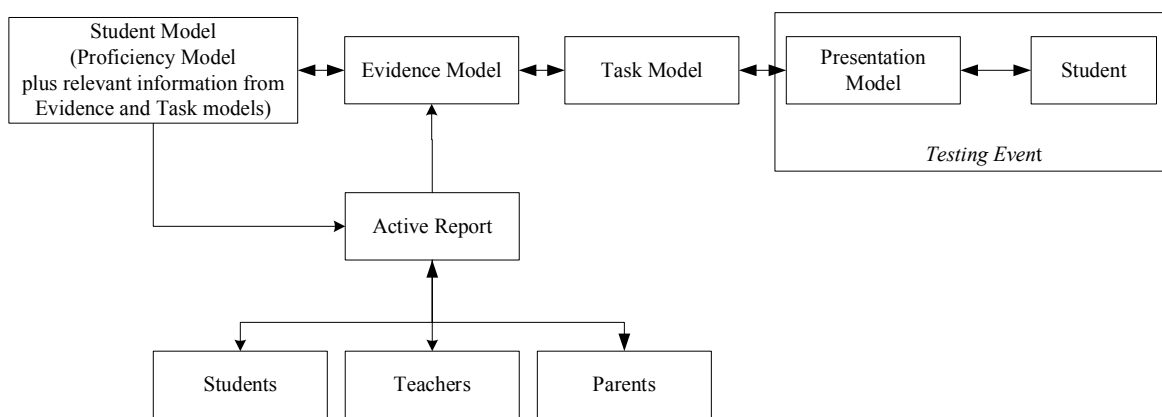 Student Model
(Proficiency Model
plus relevant information from
Evidence and Task models)
Evidence Model
Task Model
Presentation
Model
Student
Testing Event
Active Report
Students
Teachers
Parents